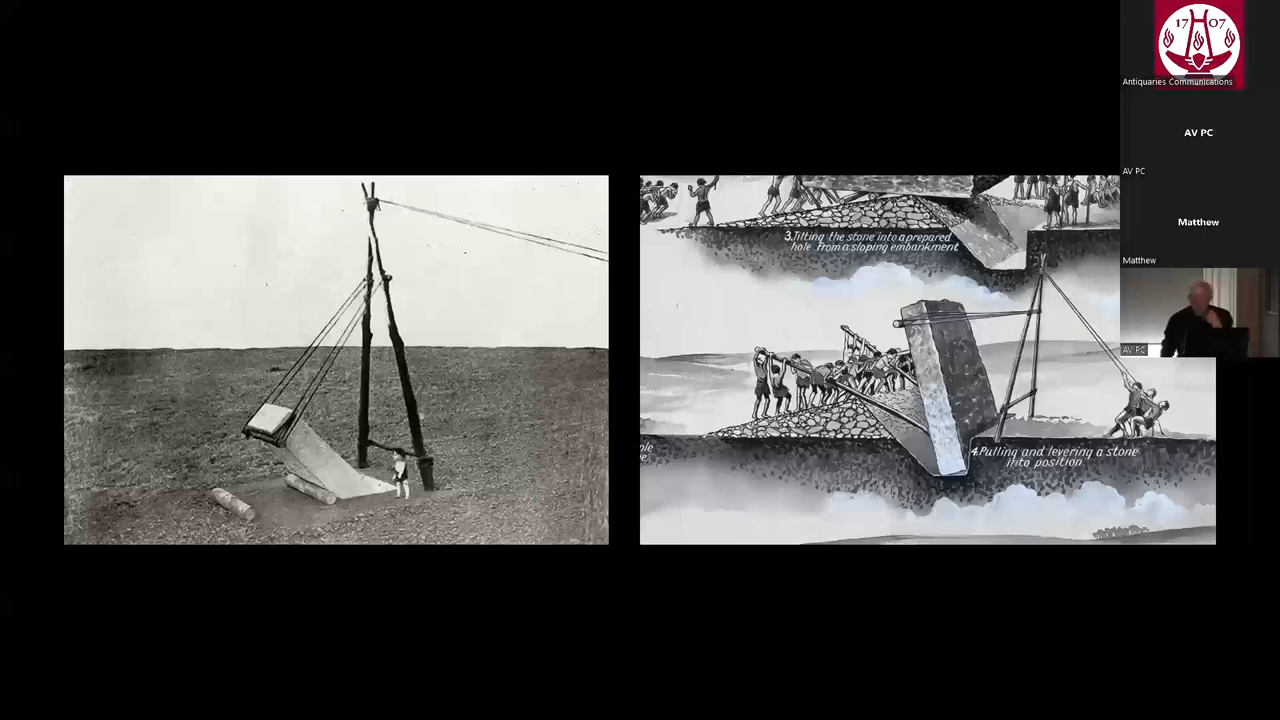 17 07
Antiquaries Communications
AV PC
AV PC
Matthew
Matthew
AV PC
3. Tilting the stone into a prepared
hole from a sloping embankment
4. Pulling and levering a stone
into position